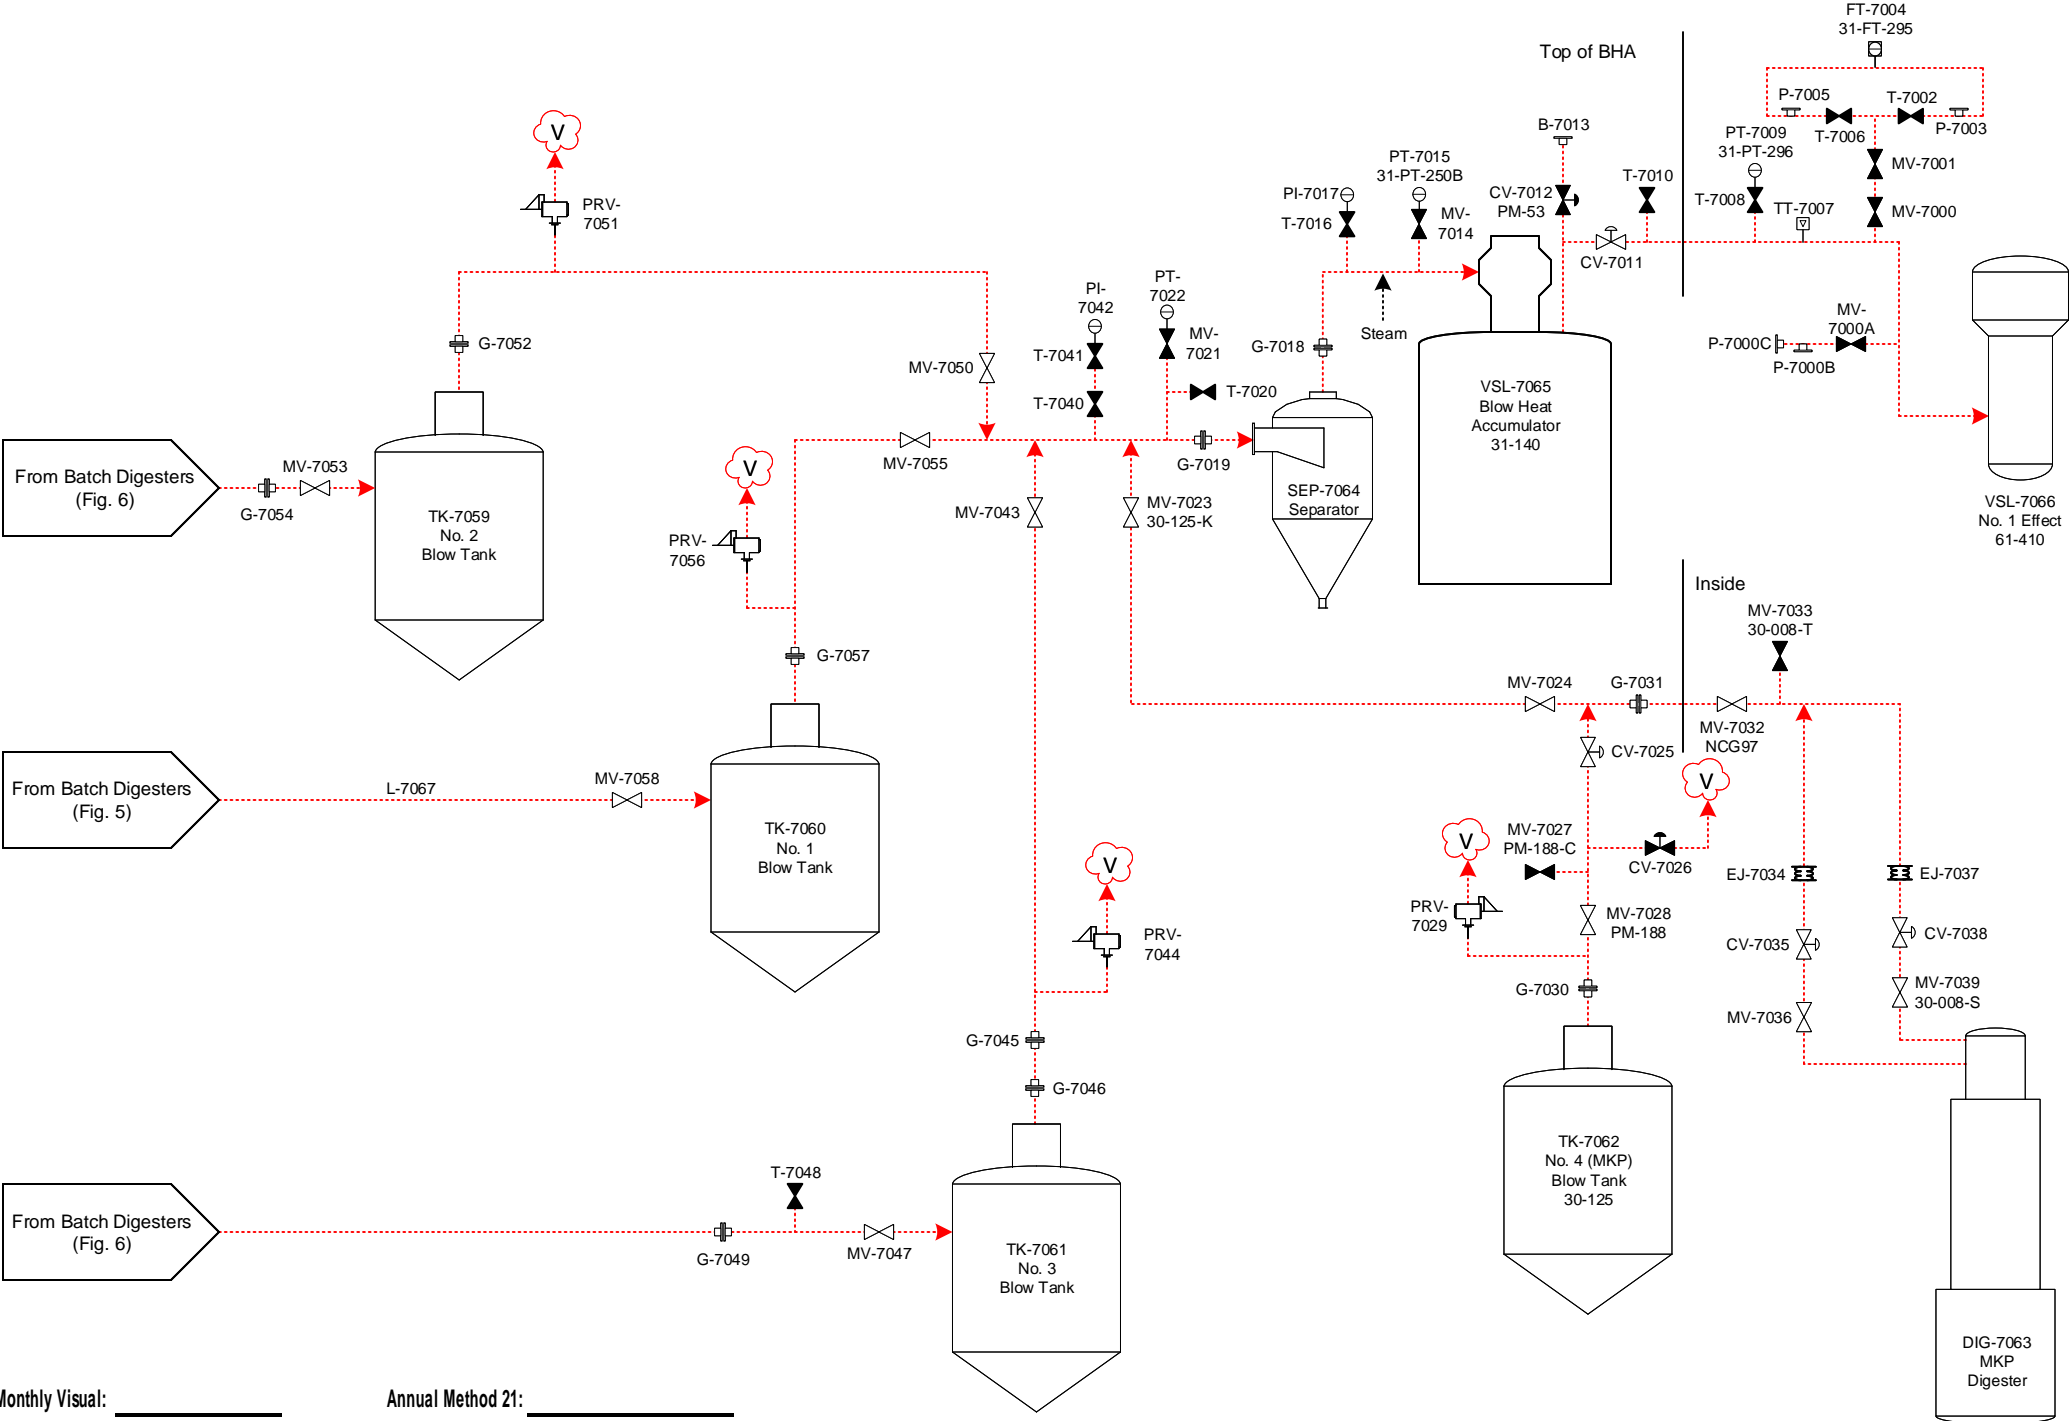 FT-7004
31-FT-295
Top of BHA
P-7005
T-7002
T-7006
P-7003
B-7013
PT-7009
31-PT-296
PT-7015
31-PT-250B
MV-7001
T-7010
PI-7017
CV-7012
PM-53
T-7008
TT-7007
MV-7000
T-7016
MV-
7014
CV-7011
V
PRV-
7051
PI-
7042
PT-
7022
Steam
MV-
7000A
P-7000C
P-7000B
G-7052
T-7041
MV-
7021
G-7018
MV-7050
T-7040
T-7020
VSL-7065
Blow Heat
Accumulator
31-140
From Batch Digesters
(Fig. 6)
MV-7053
G-7054
V
MV-7055
G-7019
SEP-7064
Separator
VSL-7066
No. 1 Effect
61-410
TK-7059
No. 2
Blow Tank
PRV-
7056
MV-7043
MV-7023
30-125-K
Inside
MV-7033
30-008-T
G-7057
MV-7024
G-7031
MV-7032
NCG97
CV-7025
V
From Batch Digesters
(Fig. 5)
L-7067
MV-7058
TK-7060
No. 1
Blow Tank
V
V
MV-7027
PM-188-C
CV-7026
EJ-7034
EJ-7037
PRV-
7044
PRV-
7029
MV-7028
PM-188
CV-7035
CV-7038
G-7030
MV-7039
30-008-S
MV-7036
G-7045
G-7046
From Batch Digesters
(Fig. 6)
T-7048
G-7049
MV-7047
TK-7061
No. 3
Blow Tank
TK-7062
No. 4 (MKP)
Blow Tank
30-125
DIG-7063
MKP
Digester
Monthly Visual:
Annual Method 21: